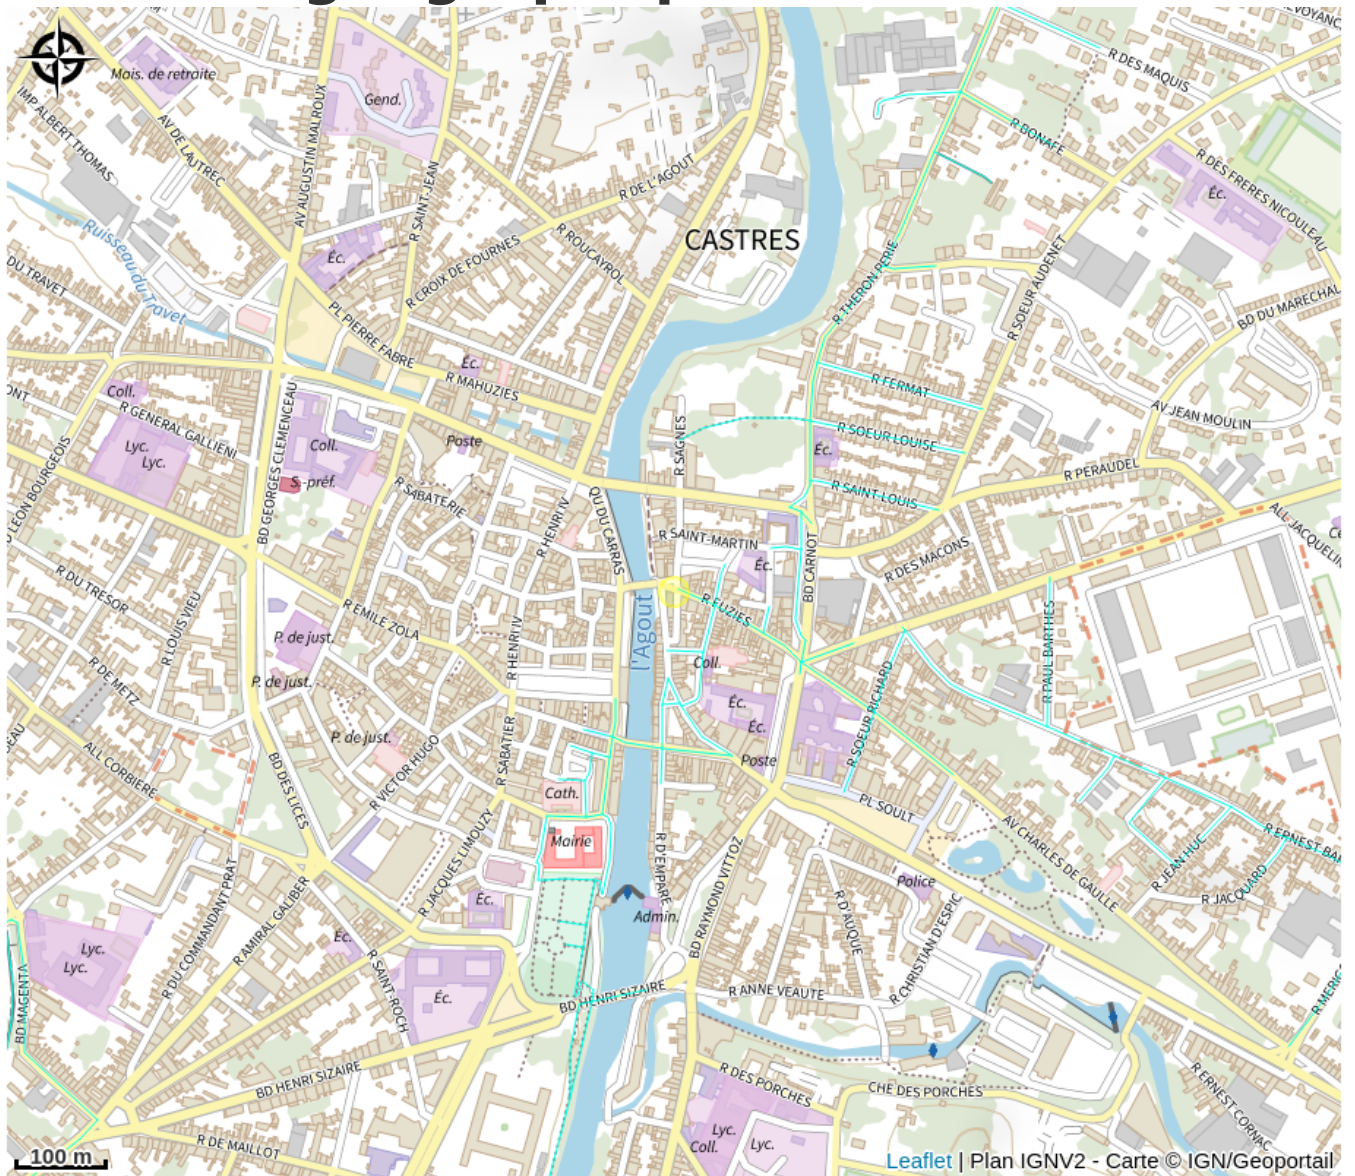 R DES MAQUIS
Mais. de retraite
Gend.
IMP ALBERT THOMAS
AV DE LAUTREC
AV AUGUSTIN MALROUX
R SAINT-JEAN
R DE L'AGOUT
R BONAFE
R DES FRERES NICOULEAU
Éc.
CASTRES
Ruisseau du Travet
DU TRAVET
Éc.
R CROIX DE FOURNES
R ROUCAYROL
R THERON PERIE
R SOEUR AUDENET
BD DU MARECHAL
PL PIERRE FABRE
Éc.
R MAHUZIES
R FERMAT
Coll.
ONT
R GENERAL GALLIENI
BD GEORGES CLEMENCEAU
AV JEAN MOULIN
Lyc.
Lyc.
Coll.
Poste
R SAGNES
R SOEUR LOUISE
Éc.
LEON BOURGEOIS
S.-préf.
R SABATERIE
R PERAUDEL
R SAINT LOUIS
QU DU CARRAS
R HENRI IV
R SAINT-MARTIN
Éc.
BD CARNOT
R DES MACONS
ALL JACQUELIN
R DU TRESOR
R LOUIS VIEU
R EMILE ZOLA
R FUZIES
l'Agout
R PAUL BARTHES
P. de just.
R HENRI IV
Coll.
R DE METZ
P. de just.
Éc.
Éc.
R SOEUR RICHARD
P. de just.
R VICTOR HUGO
R SABATIER
Poste
ALL CORBIERE
BD DES LICES
Cath.
PL SOULT
AV CHARLES DE GAULLE
R JACQUES LIMOUZY
Mairie
R D'EMPARE
BD RAYMOND VITTOZ
R JEAN HUC
R ERNEST BA
R JACQUARD
Police
R DU COMMANDANT PRAT
R AMIRAL GALIBER
Éc.
Admin.
R D'AUQUE
R CHRISTIAN D'ESPIC
Lyc.
Lyc.
Éc.
R SAINT-ROCH
Éc.
BD MAGENTA
BD HENRI SIZAIRE
R ANNE VEAUTE
BD HENRI SIZAIRE
R DES PORCHES
CHE DES PORCHES
R ERNEST CORNAC
R DE MAILLOT
Lyc.
Coll.
Lyc.
100 m
Leaflet | Plan IGNV2 - Carte © IGN/Geoportail